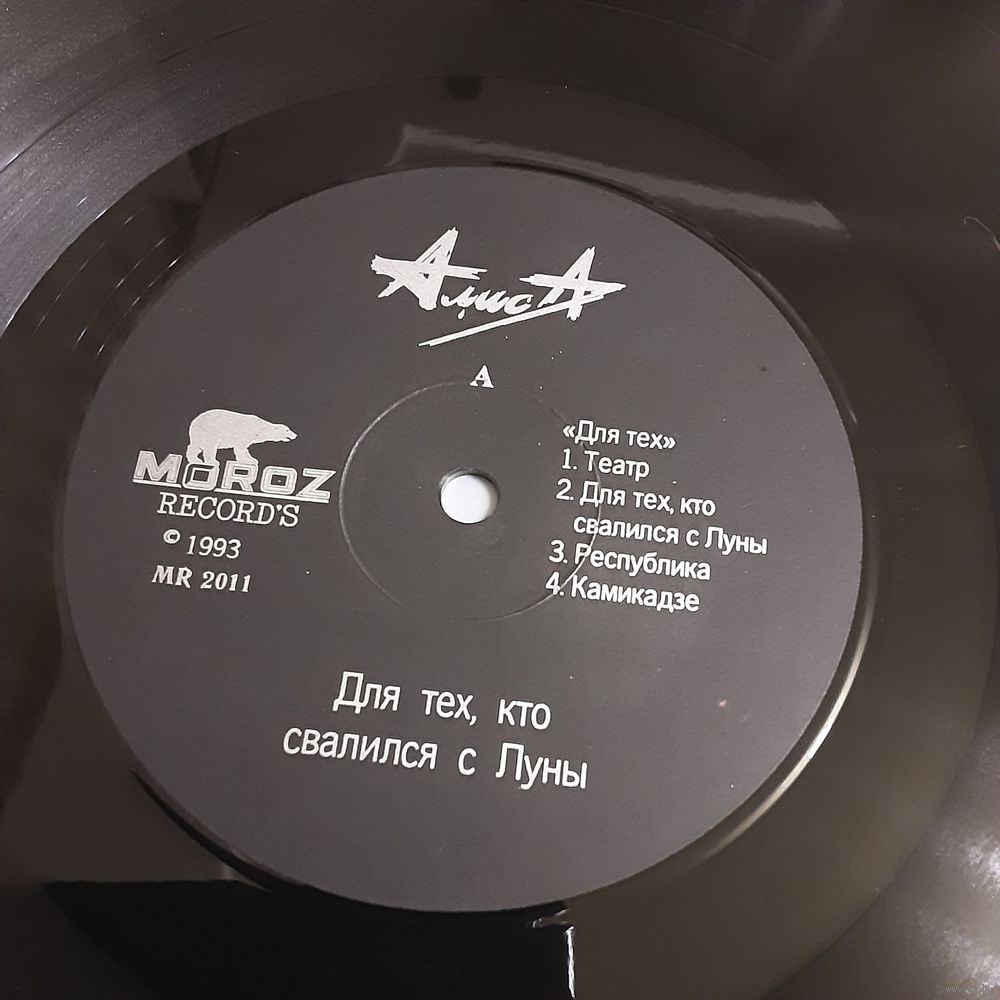 АлисА
A
MOROZ
RECORD'S
© 1993
MR 2011
«Для тех»
1. Театр
2. Для тех, кто
свалился с Луны
3. Республика
4. Камикадзе
Для тех, кто
свалился с Луны